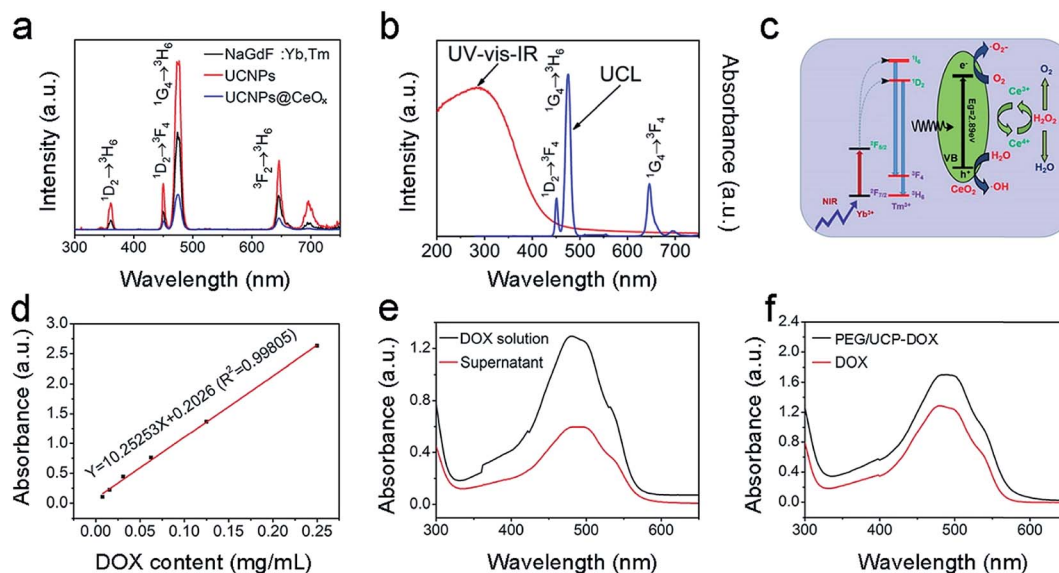 a
Intensity (a.u.)
NaGdF :Yb,Tm
UCNPs
UCNPs@CeOₓ
¹D₂→³H₆
¹D₂→³F₄
¹G₄→³H₆
³F₂→³H₆
300 400 500 600 700
Wavelength (nm)
b
Intensity (a.u.)
UV-vis-IR
UCL
¹D₂→³F₄
¹G₄→³H₆
¹G₄→³F₄
Absorbance (a.u.)
200 300 400 500 600 700 800
Wavelength (nm)
c
¹D₂
²F₇/₂
³F₄
³H₆
NIR
Yb³⁺
Tm³⁺
e⁻
Eg=2.89ev
VB
h⁺
CeO₂
·O₂-
O₂
Ce³⁺
Ce⁴⁺
H₂O
·OH
O₂
H₂O₂
H₂O
d
Absorbance (a.u.)
3.0
2.5
2.0
1.5
1.0
0.5
0.0
Y=10.25253X+0.2026 (R²=0.99805)
0.00 0.05 0.10 0.15 0.20 0.25
DOX content (mg/mL)
e
Absorbance (a.u.)
1.2
0.8
0.4
0.0
DOX solution
Supernatant
300 400 500 600
Wavelength (nm)
f
Absorbance (a.u.)
2.4
1.8
1.2
0.6
0.0
PEG/UCP-DOX
DOX
300 400 500 600
Wavelength (nm)